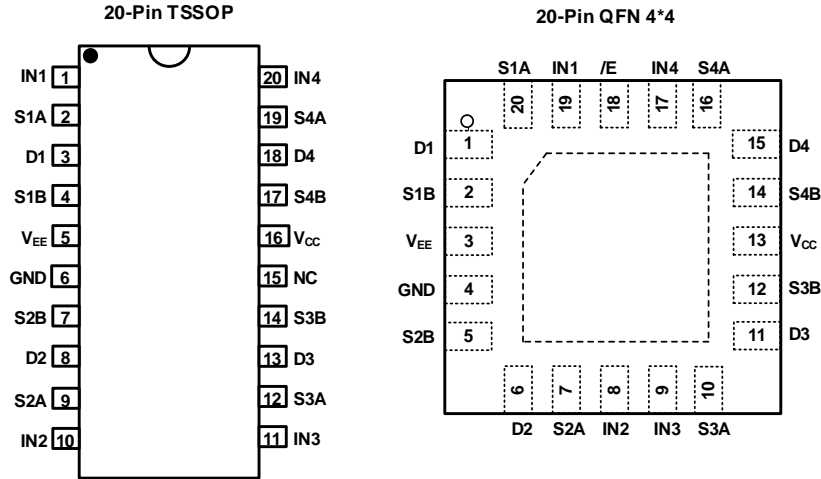 20-Pin TSSOP
IN1 1
S1A 2
D1 3
S1B 4
VEE 5
GND 6
S2B 7
D2 8
S2A 9
IN2 10
20 IN4
19 S4A
18 D4
17 S4B
16 VCC
15 NC
14 S3B
13 D3
12 S3A
11 IN3
20-Pin QFN 4*4
S1A IN1 /E IN4 S4A
20 19 18 17 16
D1 1
S1B 2
VEE 3
GND 4
S2B 5
15 D4
14 S4B
13 VCC
12 S3B
11 D3
6 7 8 9 10
D2 S2A IN2 IN3 S3A